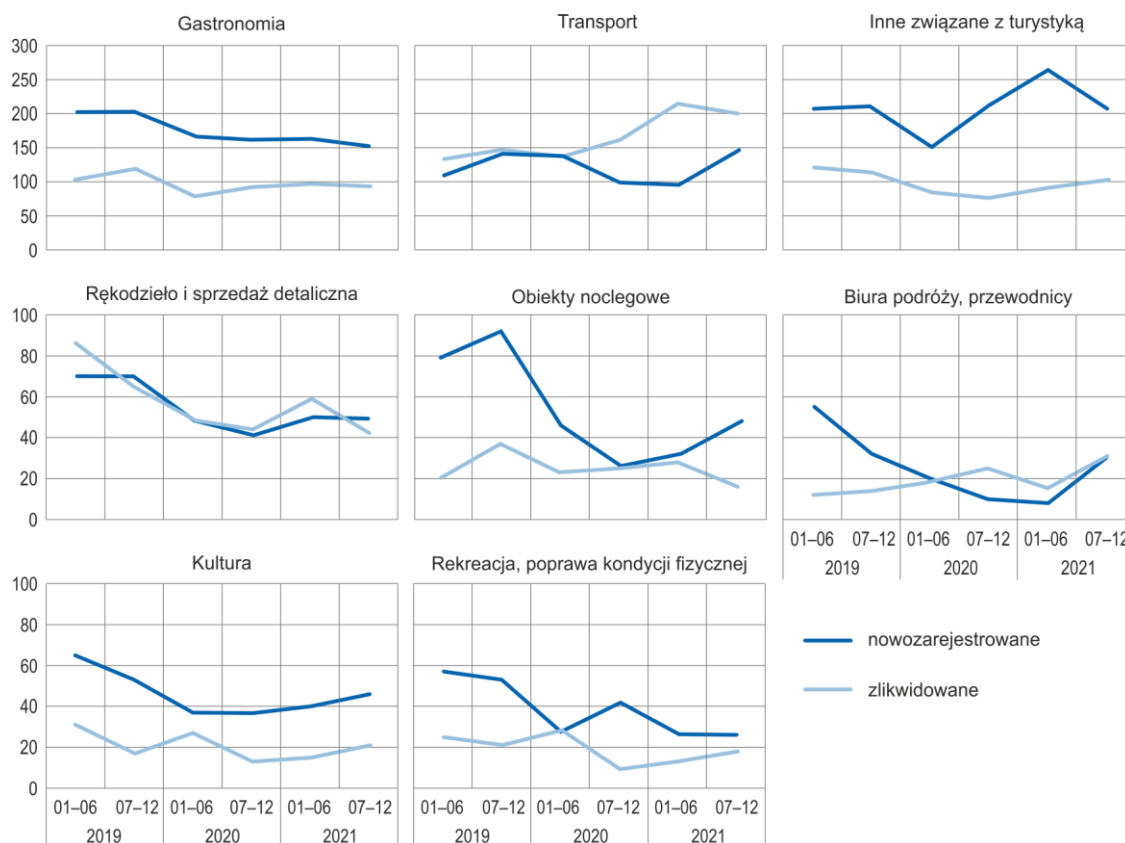 Gastronomia
Transport
Inne związane z turystyką
300
250
200
150
100
50
0
Rękodzieło i sprzedaż detaliczna
Obiekty noclegowe
Biura podróży, przewodnicy
100
80
60
40
20
0
01–06 07–12 01–06 07–12 01–06 07–12
2019 2020 2021
Kultura
Rekreacja, poprawa kondycji fizycznej
100
80
60
40
20
0
01–06 07–12 01–06 07–12 01–06 07–12
2019 2020 2021
01–06 07–12 01–06 07–12 01–06 07–12
2019 2020 2021
nowozarejestrowane
zlikwidowane